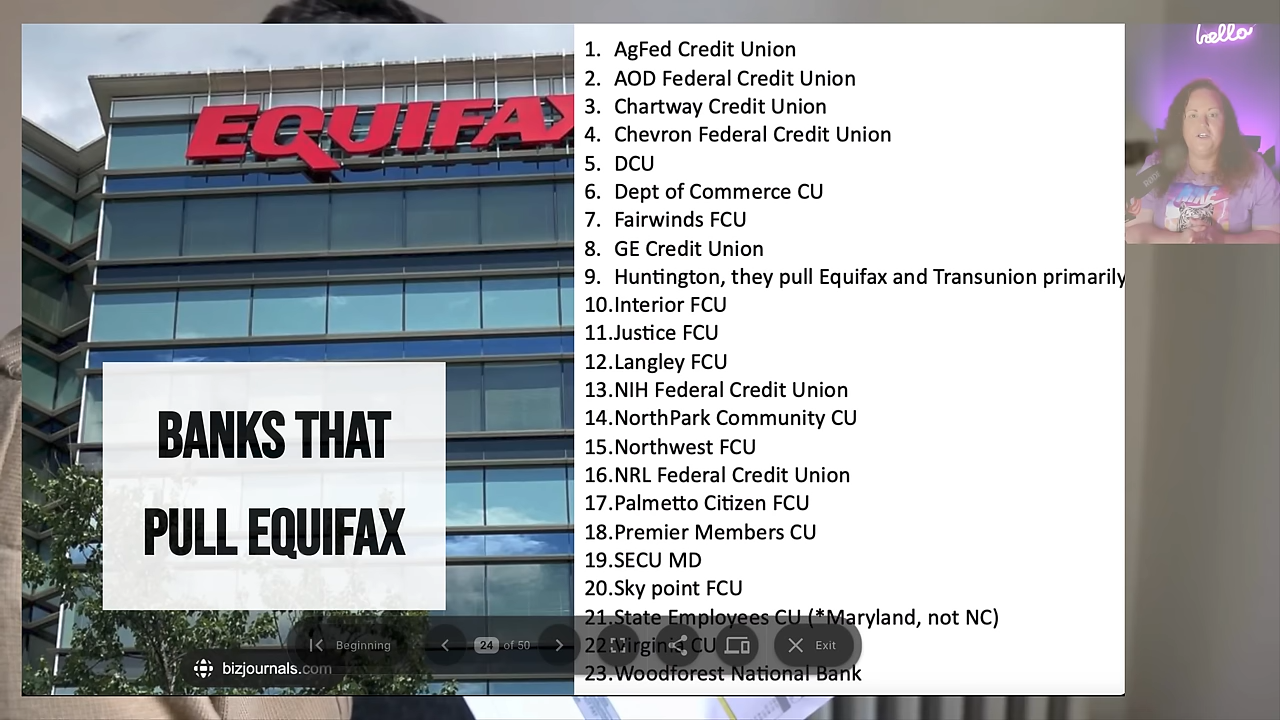 hello
EQUIFAX
BANKS THAT
PULL EQUIFAX
bizjournals.com
1. AgFed Credit Union
2. AOD Federal Credit Union
3. Chartway Credit Union
4. Chevron Federal Credit Union
5. DCU
6. Dept of Commerce CU
7. Fairwinds FCU
8. GE Credit Union
9. Huntington, they pull Equifax and Transunion primarily
10.Interior FCU
11.Justice FCU
12.Langley FCU
13.NIH Federal Credit Union
14.NorthPark Community CU
15.Northwest FCU
16.NRL Federal Credit Union
17.Palmetto Citizen FCU
18.Premier Members CU
19.SECU MD
20.Sky point FCU
21.State Employees CU (*Maryland, not NC)
22.Virginia CU
23.Woodforest National Bank
Beginning
24 of 50
Exit